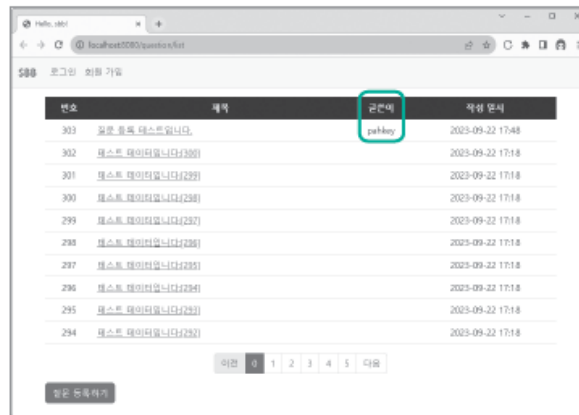 Hello, sbb!
localhost:8080/question/list
SBB 로그인 회원 가입
번호 제목 글쓴이 작성 일시
303 질문 등록 테스트입니다. pahkey 2023-09-22 17:48
302 테스트 데이터입니다:[300] 2023-09-22 17:18
301 테스트 데이터입니다:[299] 2023-09-22 17:18
300 테스트 데이터입니다:[298] 2023-09-22 17:18
299 테스트 데이터입니다:[297] 2023-09-22 17:18
298 테스트 데이터입니다:[296] 2023-09-22 17:18
297 테스트 데이터입니다:[295] 2023-09-22 17:18
296 테스트 데이터입니다:[294] 2023-09-22 17:18
295 테스트 데이터입니다:[293] 2023-09-22 17:18
294 테스트 데이터입니다:[292] 2023-09-22 17:18
이전 0 1 2 3 4 5 다음
질문 등록하기